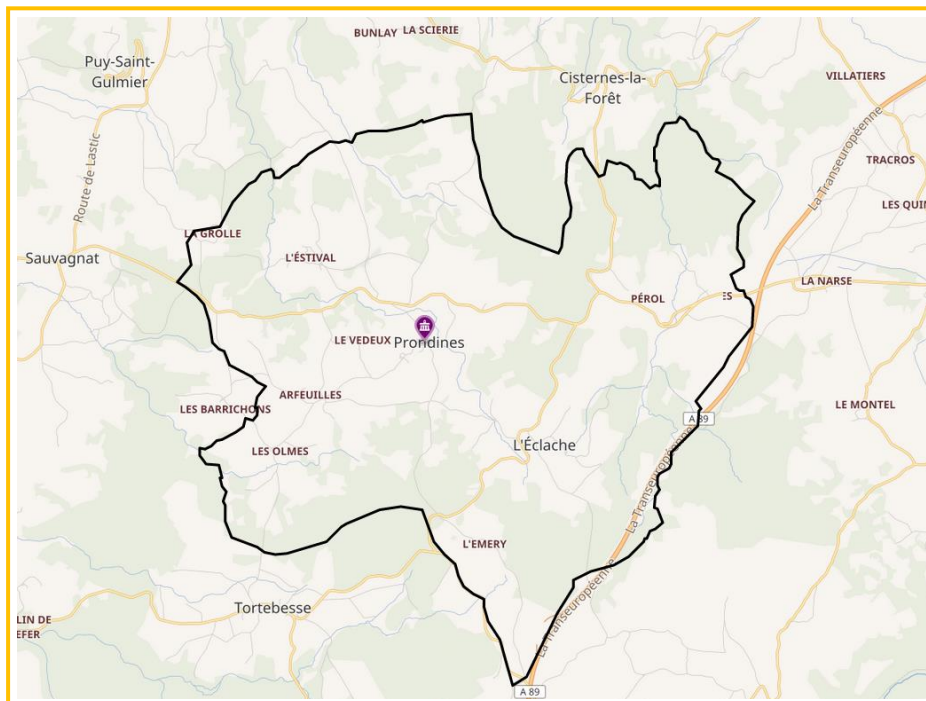 BUNLAY
LA SCIERIE
Puy-Saint-
Gulmier
Cisternes-la-
Forêt
VILLATIERS
La Transeuropéenne
TRACROS
Route de Lastic
LES QUIN
LA GROLLE
Sauvagnat
L'ÉSTIVAL
LA NARSE
PÉROL
ES
LE VEDEUX
Prondines
ARFEUILLES
LES BARRICHONS
LE MONTEL
A 89
L'Éclache
LES OLMES
La Transeuropéenne
L'EMERY
La Transeuropéenne
Tortebesse
LIN DE
EFER
A 89